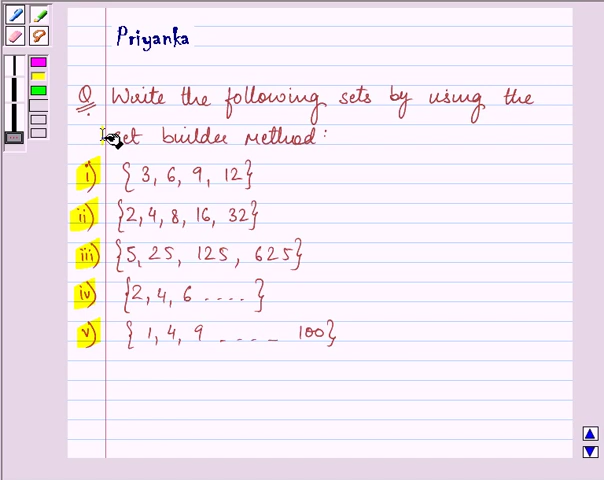 Priyanka
Q. Write the following sets by using the
set builder method:
i) { 3, 6, 9, 12}
ii) {2, 4, 8, 16, 32}
iii) {5, 25, 125, 625}
iv) {2, 4, 6 .... }
v) { 1, 4, 9 ..... 100}